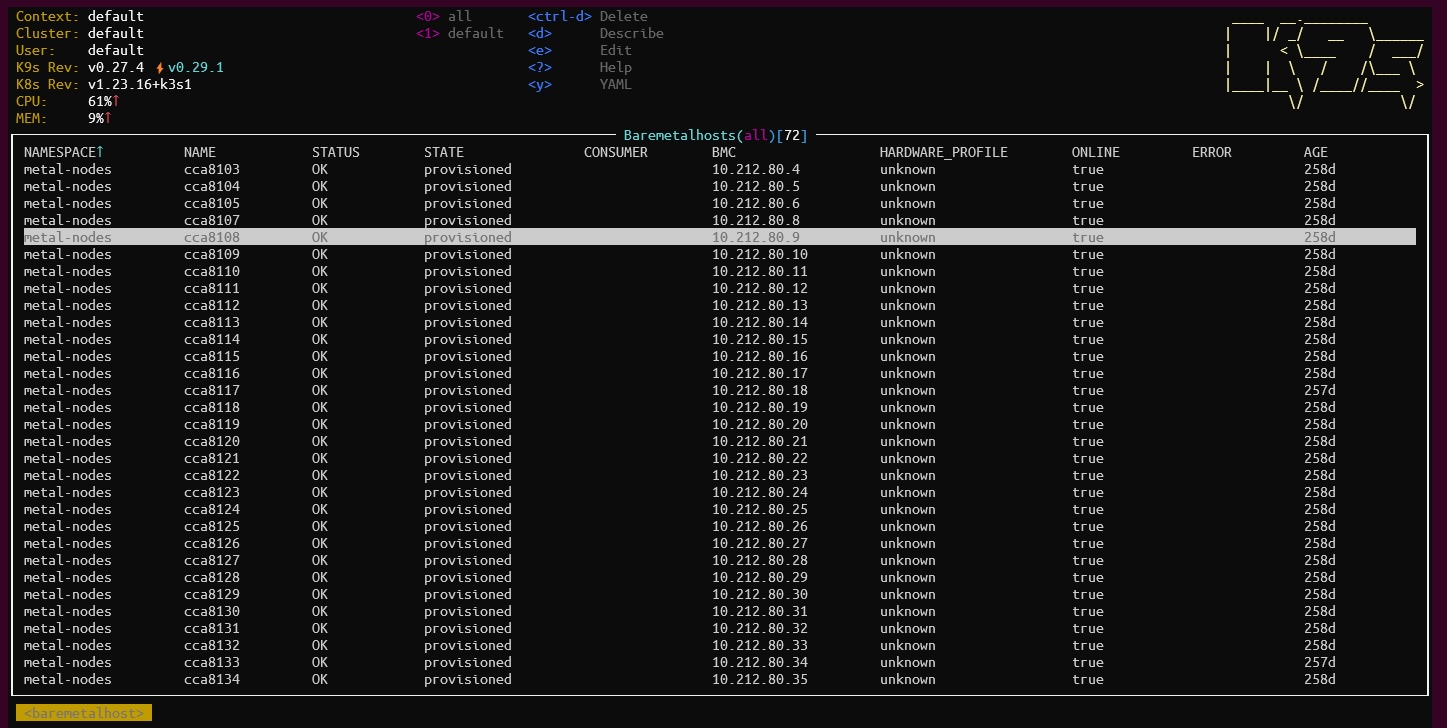 Context: default <0> all <ctrl-d> Delete
Cluster: default <1> default <d> Describe
User: default <e> Edit
K9s Rev: v0.27.4 ⚡v0.29.1 <?> Help
K8s Rev: v1.23.16+k3s1 <y> YAML
CPU: 61%↑
MEM: 9%↑
Baremetalhosts(all)[72]
NAMESPACE↑ NAME STATUS STATE CONSUMER BMC HARDWARE_PROFILE ONLINE ERROR AGE
metal-nodes cca8103 OK provisioned 10.212.80.4 unknown true 258d
metal-nodes cca8104 OK provisioned 10.212.80.5 unknown true 258d
metal-nodes cca8105 OK provisioned 10.212.80.6 unknown true 258d
metal-nodes cca8107 OK provisioned 10.212.80.8 unknown true 258d
metal-nodes cca8108 OK provisioned 10.212.80.9 unknown true 258d
metal-nodes cca8109 OK provisioned 10.212.80.10 unknown true 258d
metal-nodes cca8110 OK provisioned 10.212.80.11 unknown true 258d
metal-nodes cca8111 OK provisioned 10.212.80.12 unknown true 258d
metal-nodes cca8112 OK provisioned 10.212.80.13 unknown true 258d
metal-nodes cca8113 OK provisioned 10.212.80.14 unknown true 258d
metal-nodes cca8114 OK provisioned 10.212.80.15 unknown true 258d
metal-nodes cca8115 OK provisioned 10.212.80.16 unknown true 258d
metal-nodes cca8116 OK provisioned 10.212.80.17 unknown true 258d
metal-nodes cca8117 OK provisioned 10.212.80.18 unknown true 257d
metal-nodes cca8118 OK provisioned 10.212.80.19 unknown true 258d
metal-nodes cca8119 OK provisioned 10.212.80.20 unknown true 258d
metal-nodes cca8120 OK provisioned 10.212.80.21 unknown true 258d
metal-nodes cca8121 OK provisioned 10.212.80.22 unknown true 258d
metal-nodes cca8122 OK provisioned 10.212.80.23 unknown true 258d
metal-nodes cca8123 OK provisioned 10.212.80.24 unknown true 258d
metal-nodes cca8124 OK provisioned 10.212.80.25 unknown true 258d
metal-nodes cca8125 OK provisioned 10.212.80.26 unknown true 258d
metal-nodes cca8126 OK provisioned 10.212.80.27 unknown true 258d
metal-nodes cca8127 OK provisioned 10.212.80.28 unknown true 258d
metal-nodes cca8128 OK provisioned 10.212.80.29 unknown true 258d
metal-nodes cca8129 OK provisioned 10.212.80.30 unknown true 258d
metal-nodes cca8130 OK provisioned 10.212.80.31 unknown true 258d
metal-nodes cca8131 OK provisioned 10.212.80.32 unknown true 258d
metal-nodes cca8132 OK provisioned 10.212.80.33 unknown true 258d
metal-nodes cca8133 OK provisioned 10.212.80.34 unknown true 257d
metal-nodes cca8134 OK provisioned 10.212.80.35 unknown true 258d
<baremetalhost>